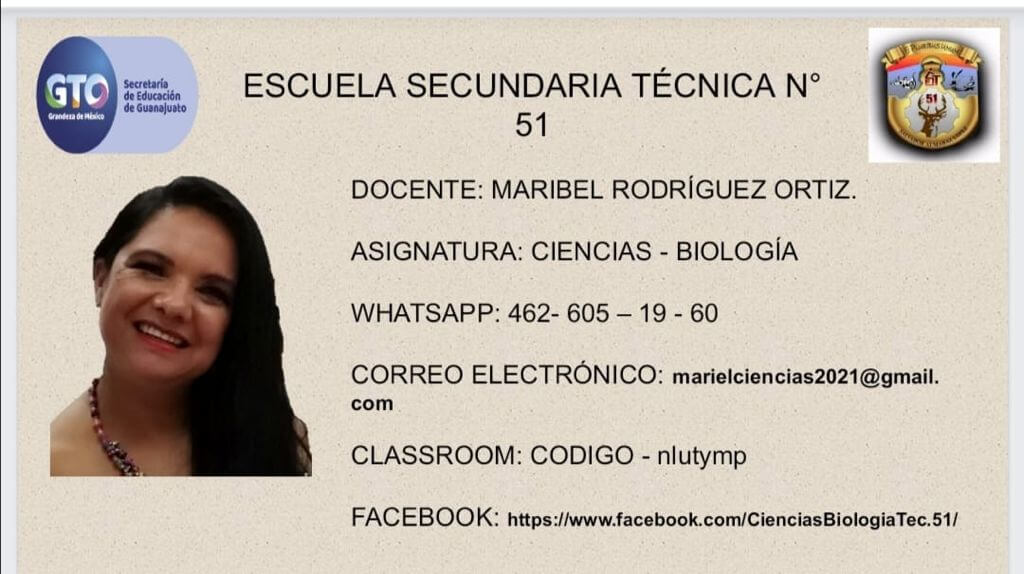 GTO
Grandeza de México
Secretaría
de Educación
de Guanajuato
ESCUELA SECUNDARIA TÉCNICA N°
51
51
DOCENTE: MARIBEL RODRÍGUEZ ORTIZ.
ASIGNATURA: CIENCIAS - BIOLOGÍA
WHATSAPP: 462- 605 – 19 - 60
CORREO ELECTRÓNICO: marielciencias2021@gmail.
com
CLASSROOM: CODIGO - nlutymp
FACEBOOK: https://www.facebook.com/CienciasBiologiaTec.51/